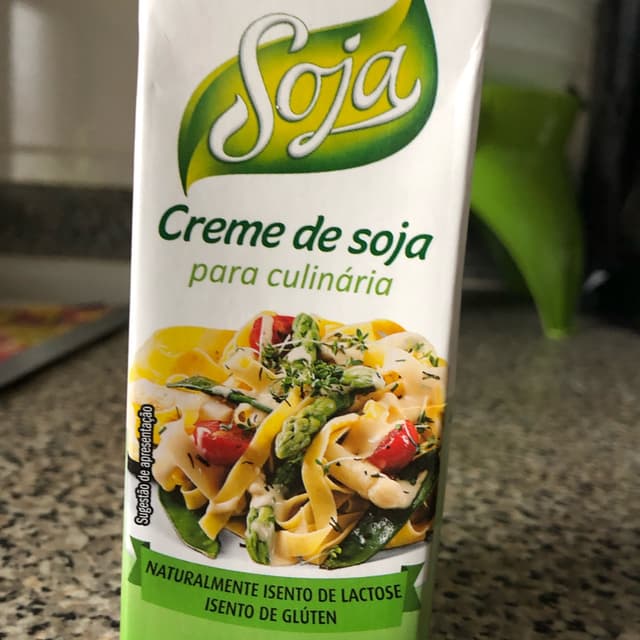 Soja
Creme de soja
para culinária
Sugestão de apresentação
NATURALMENTE ISENTO DE LACTOSE
ISENTO DE GLÚTEN